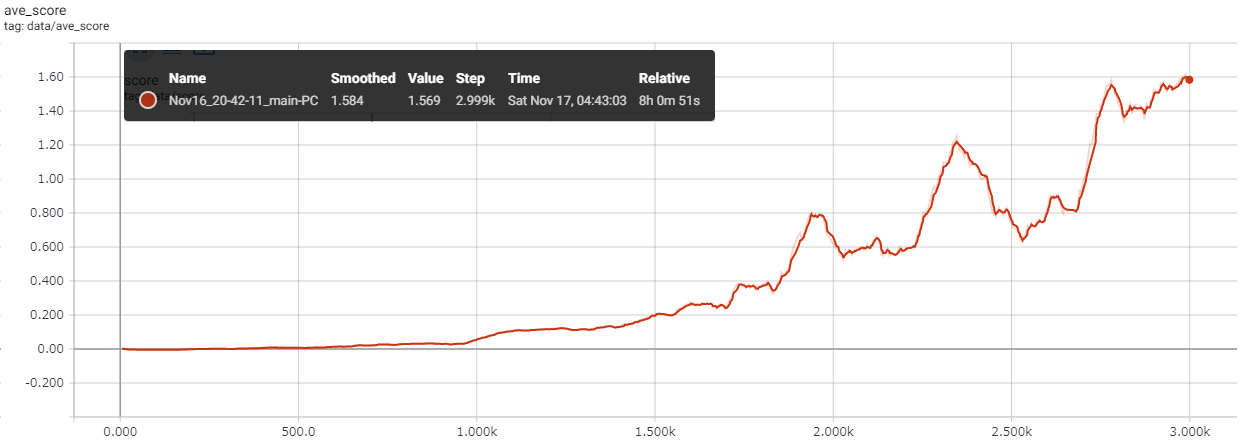 ave_score
tag: data/ave_score
Name Smoothed Value Step Time Relative
score
Nov16_20-42-11_main-PC 1.584 1.569 2.999k Sat Nov 17, 04:43:03 8h 0m 51s
1.60
1.40
1.20
1.00
0.800
0.600
0.400
0.200
0.00
-0.200
0.000 500.0 1.000k 1.500k 2.000k 2.500k 3.000k